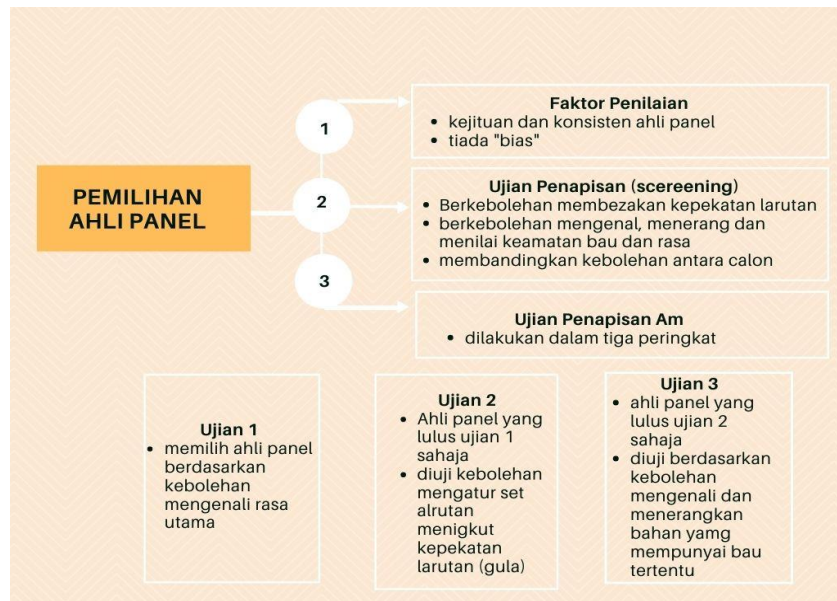 PEMILIHAN
AHLI PANEL
1
Faktor Penilaian
• kejituan dan konsisten ahli panel
• tiada "bias"
2
Ujian Penapisan (scereening)
• Berkebolehan membezakan kepekatan larutan
• berkebolehan mengenal, menerang dan
menilai keamatan bau dan rasa
• membandingkan kebolehan antara calon
3
Ujian Penapisan Am
• dilakukan dalam tiga peringkat
Ujian 1
• memilih ahli panel
berdasarkan
kebolehan
mengenali rasa
utama
Ujian 2
• Ahli panel yang
lulus ujian 1
sahaja
• diuji kebolehan
mengatur set
alrutan
menigkut
kepekatan
larutan (gula)
Ujian 3
• ahli panel yang
lulus ujian 2
sahaja
• diuji berdasarkan
kebolehan
mengenali dan
menerangkan
bahan yamg
mempunyai bau
tertentu